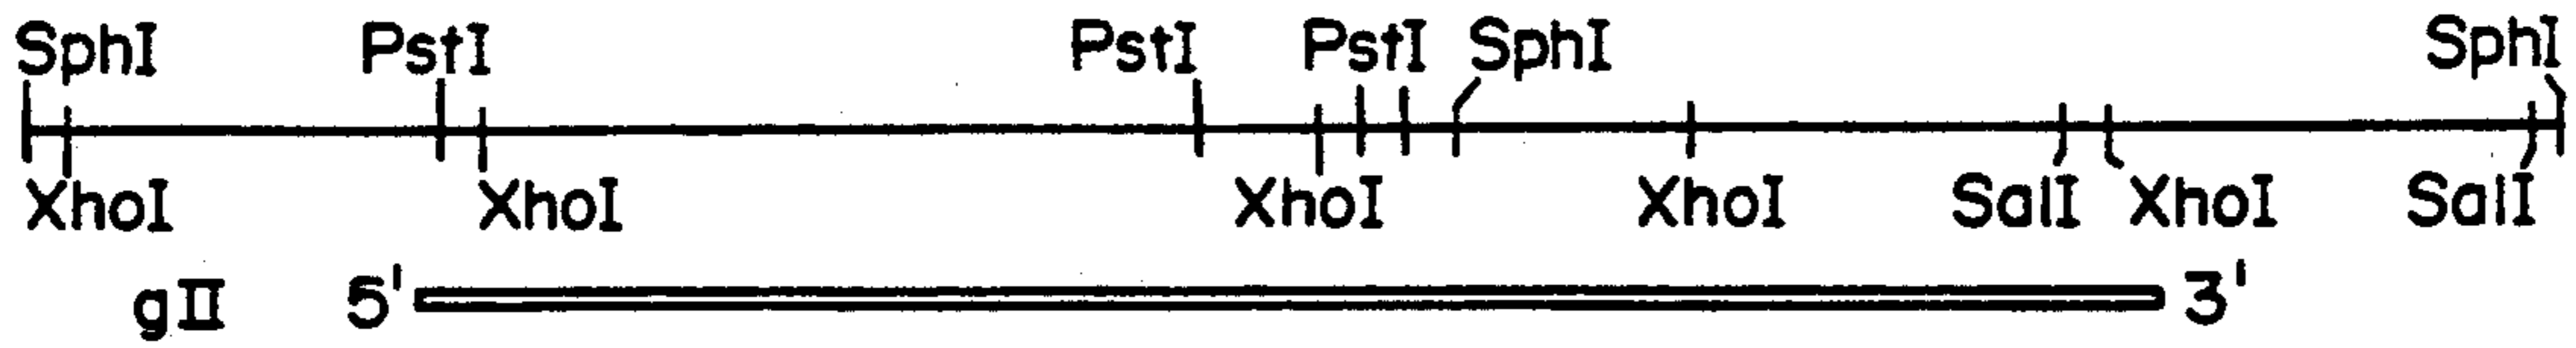 SphI PstI PstI PstI SphI SphI
XhoI XhoI XhoI XhoI SalI XhoI SalI
gII 5' 3'